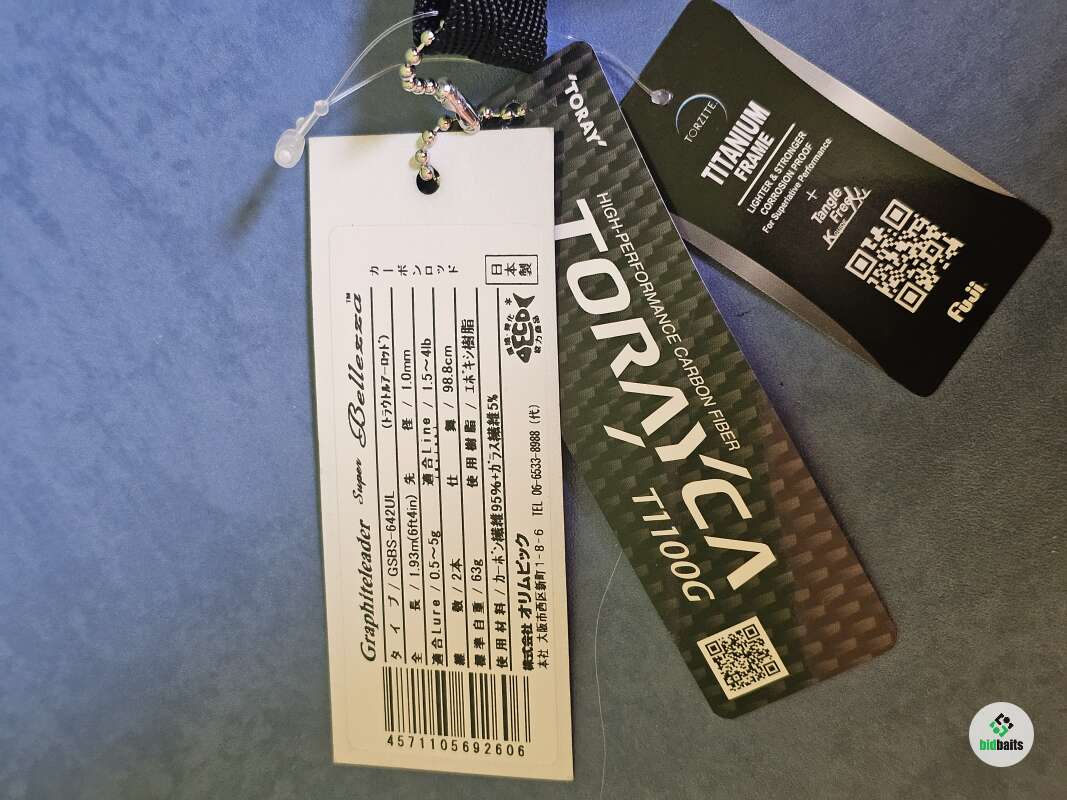 Graphiteleader Super Bellezza™
タイプ / GSBS-642UL (トラウトルアーロッド)
全長 / 1.93m(6ft4in) 先径 / 1.0mm
適合Lure / 0.5~5g 適合Line / 1.5~4lb
継数 / 2本 仕舞 / 98.8cm
標準自重 / 63g 使用樹脂 / エポキシ樹脂
使用材料 / カーボン繊維95%+ガラス繊維5%
株式会社 オリムピック
本社 大阪市西区新町1-8-6 TEL 06-6533-8988 (代)
カーボンロッド
日本製
4571105692606
'TORAY'
HIGH-PERFORMANCE CARBON FIBER
TORAYCA
T1100G
TORZITE
TITANIUM
FRAME
LIGHTER & STRONGER
CORROSION PROOF
For Superlative Performance.
+
Tangle
Free
K
Fuji
bidbaits